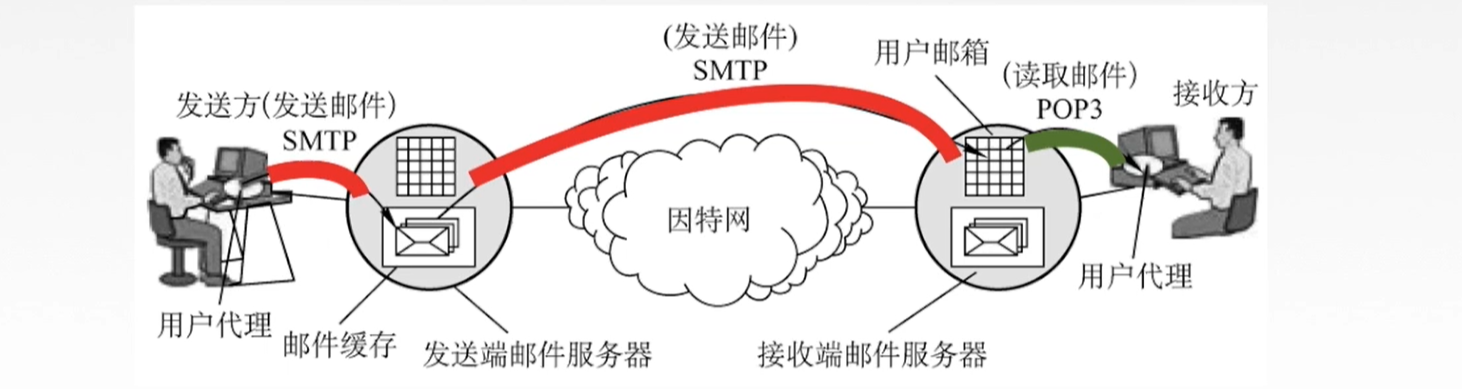 (发送邮件)
SMTP
用户邮箱
(读取邮件)
POP3
接收方
发送方(发送邮件)
SMTP
因特网
用户代理
用户代理
邮件缓存
发送端邮件服务器
接收端邮件服务器